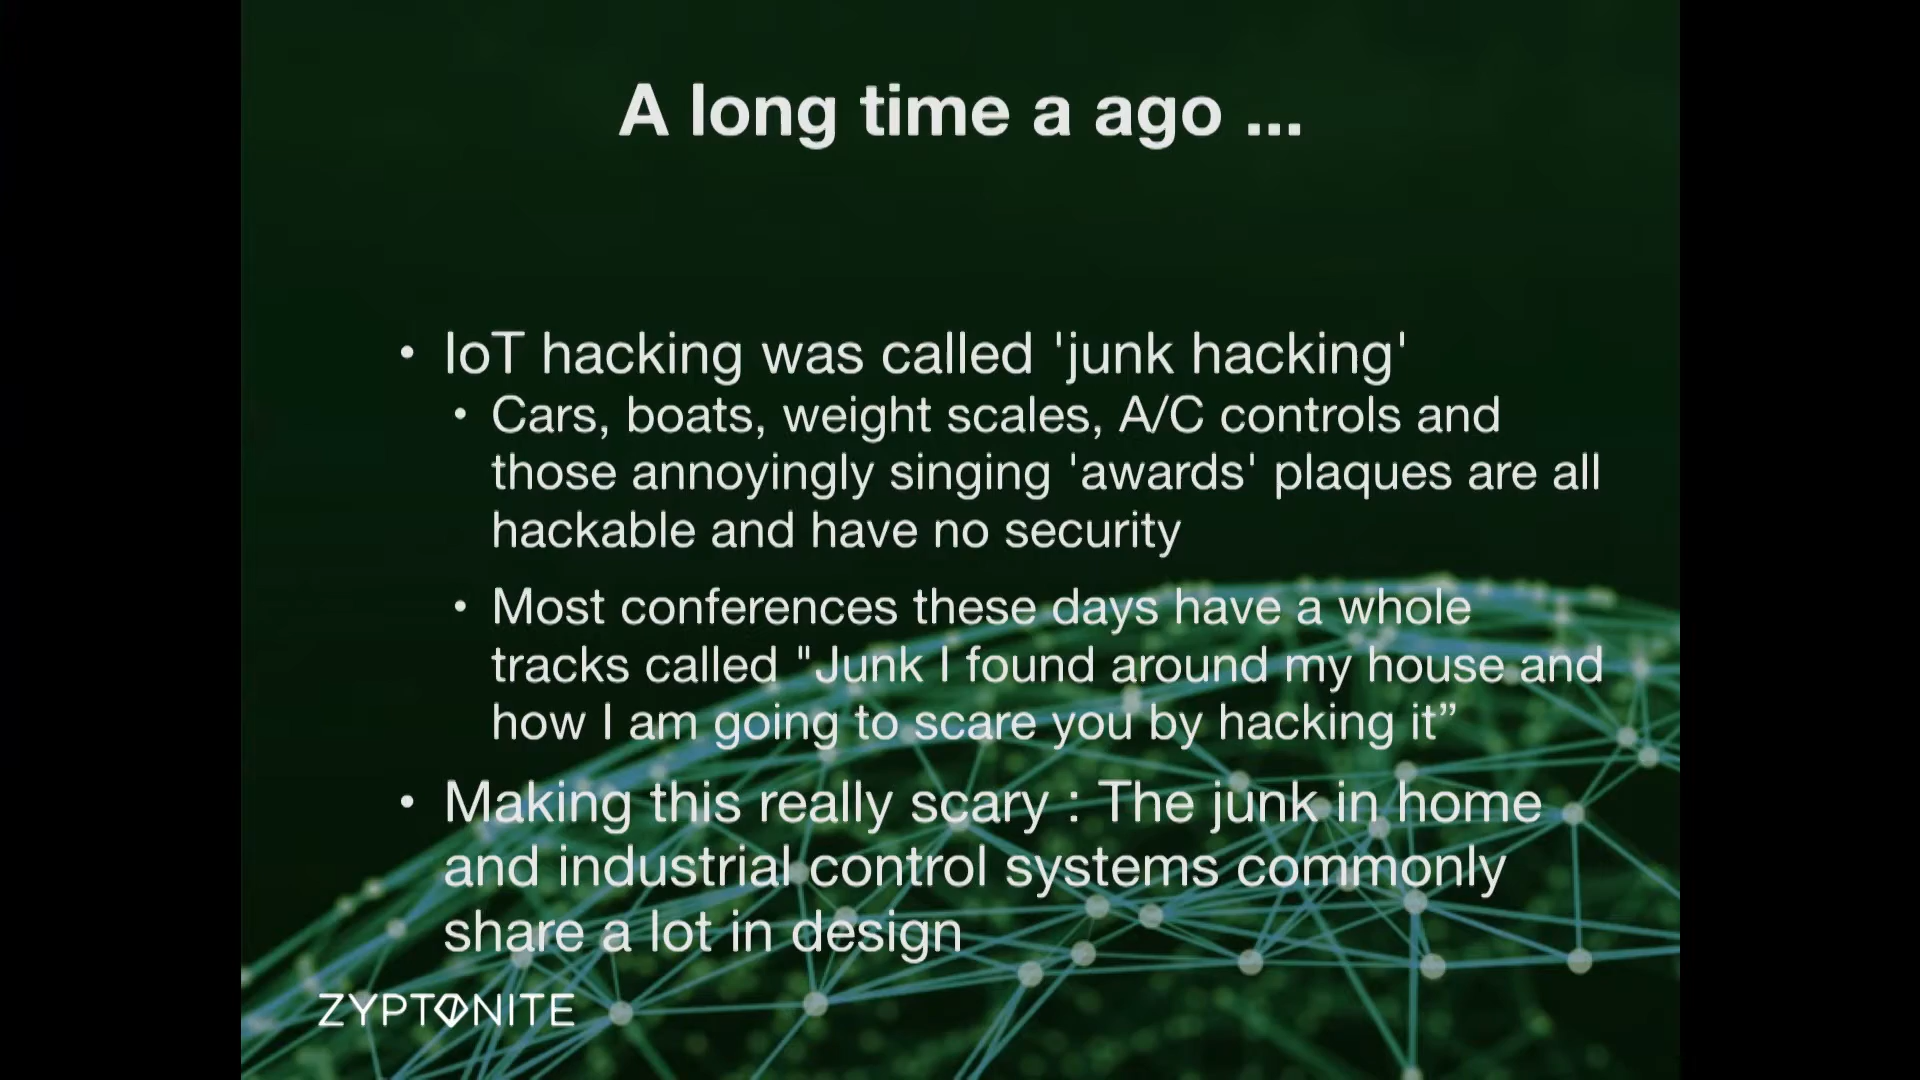 A long time a ago ...
• IoT hacking was called 'junk hacking'
• Cars, boats, weight scales, A/C controls and
those annoyingly singing 'awards' plaques are all
hackable and have no security
• Most conferences these days have a whole
tracks called "Junk I found around my house and
how I am going to scare you by hacking it”
• Making this really scary : The junk in home
and industrial control systems commonly
share a lot in design
ZYPTONITE